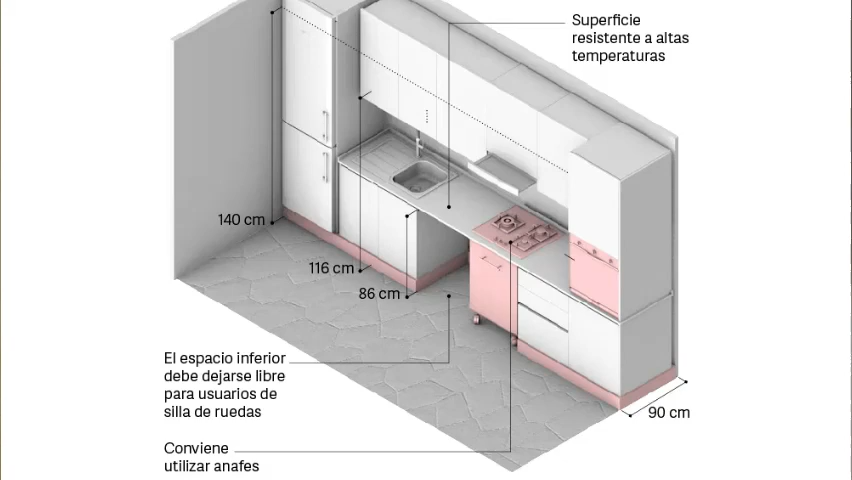 Superficie
resistente a altas
temperaturas
140 cm
116 cm
86 cm
El espacio inferior
debe dejarse libre
para usuarios de
silla de ruedas
90 cm
Conviene
utilizar anafes